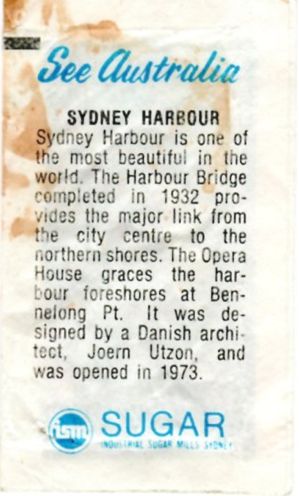 See Australia
SYDNEY HARBOUR
Sydney Harbour is one of
the most beautiful in the
world. The Harbour Bridge
completed in 1932 pro-
vides the major link from
the city centre to the
northern shores. The Opera
House graces the har-
bour foreshores at Ben-
nelong Pt. It was de-
signed by a Danish archi-
tect, Joern Utzon, and
was opened in 1973.
ism SUGAR
INDUSTRIAL SUGAR MILLS SYDNEY